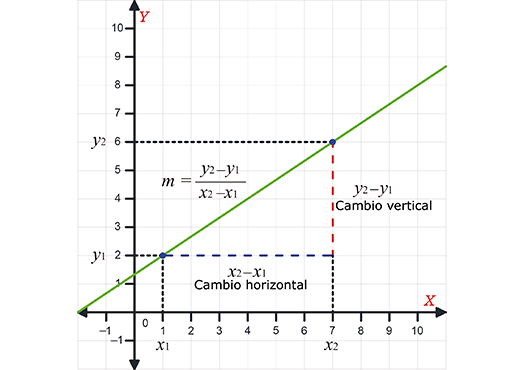 Y
10
9
8
7
y2 6
5
m = y2−y1 / x2−x1
y2−y1
Cambio vertical
4
3
y1 2
1
x2−x1
Cambio horizontal
X
−1 0 1 2 3 4 5 6 7 8 9 10
x1 x2
−1